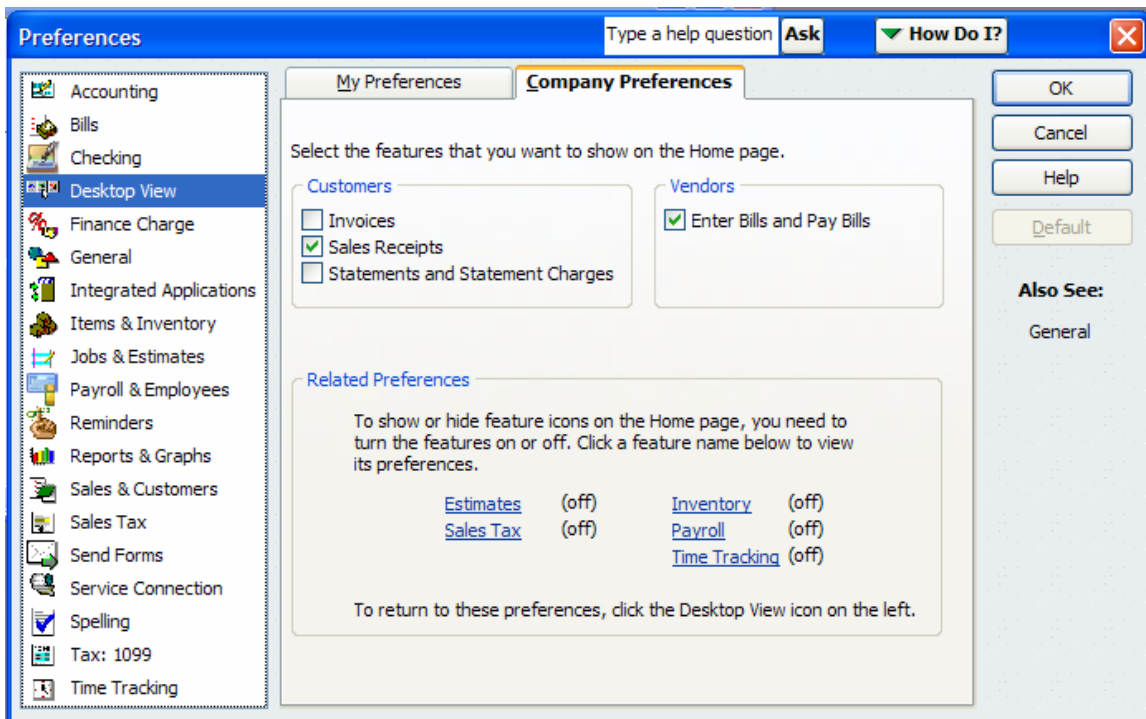 Preferences
Type a help question Ask
How Do I?
Accounting
Bills
Checking
Desktop View
Finance Charge
General
Integrated Applications
Items & Inventory
Jobs & Estimates
Payroll & Employees
Reminders
Reports & Graphs
Sales & Customers
Sales Tax
Send Forms
Service Connection
Spelling
Tax: 1099
Time Tracking
My Preferences
Company Preferences
Select the features that you want to show on the Home page.
Customers
Invoices
Sales Receipts
Statements and Statement Charges
Vendors
Enter Bills and Pay Bills
Related Preferences
To show or hide feature icons on the Home page, you need to
turn the features on or off. Click a feature name below to view
its preferences.
Estimates (off)
Sales Tax (off)
Inventory (off)
Payroll (off)
Time Tracking (off)
To return to these preferences, click the Desktop View icon on the left.
OK
Cancel
Help
Default
Also See:
General